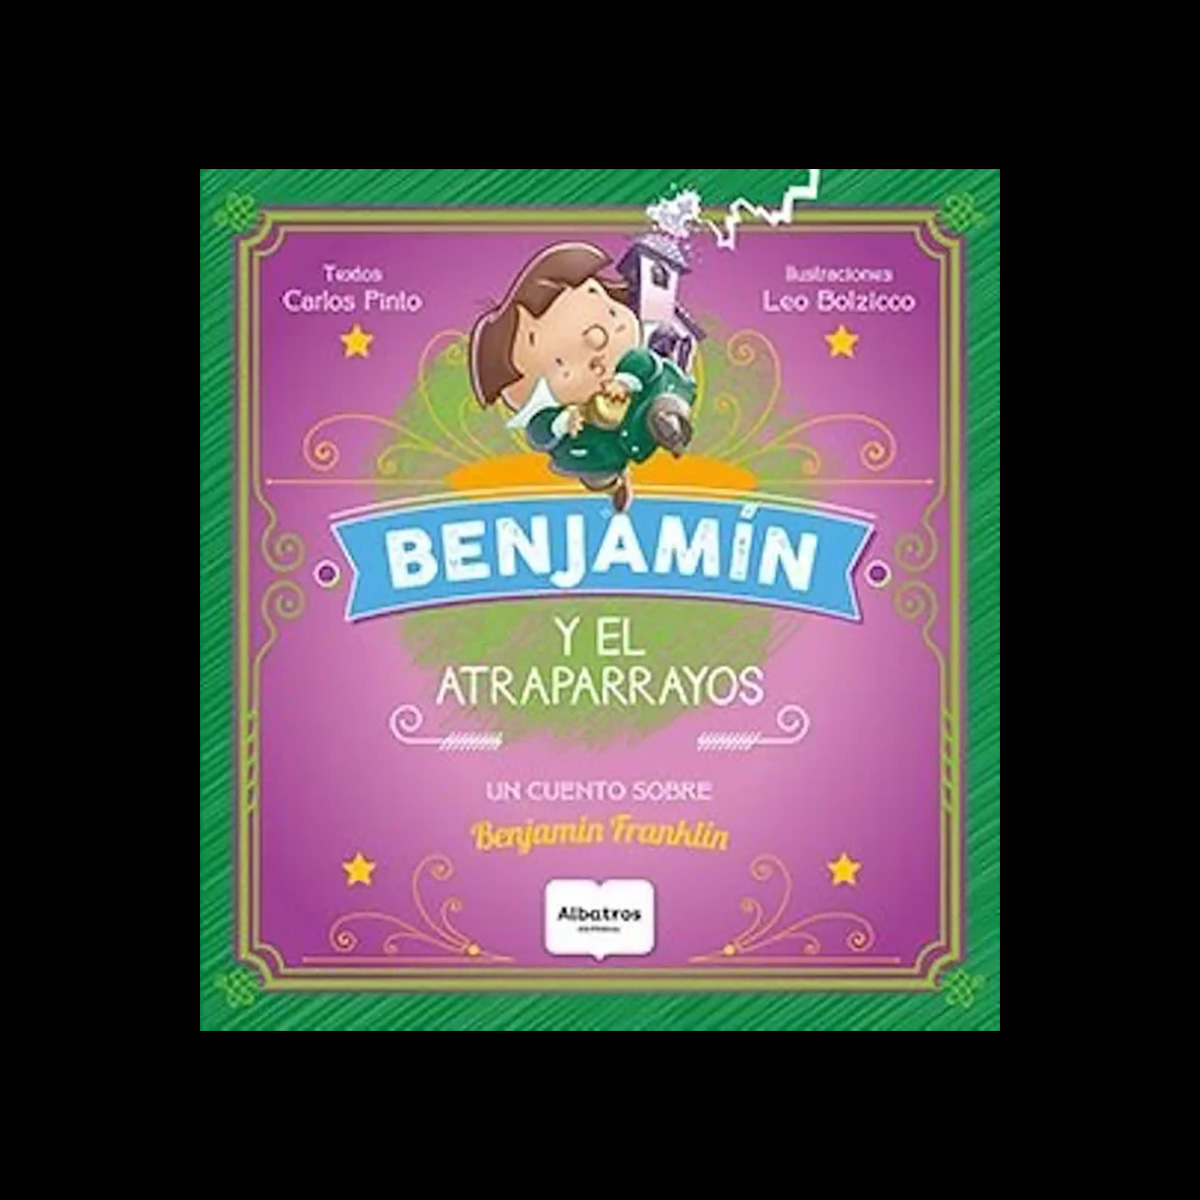 Textos
Carlos Pinto
Ilustraciones
Leo Bolzicco
BENJAMÍN
Y EL
ATRAPARRAYOS
UN CUENTO SOBRE
Benjamin Franklin
Albatros